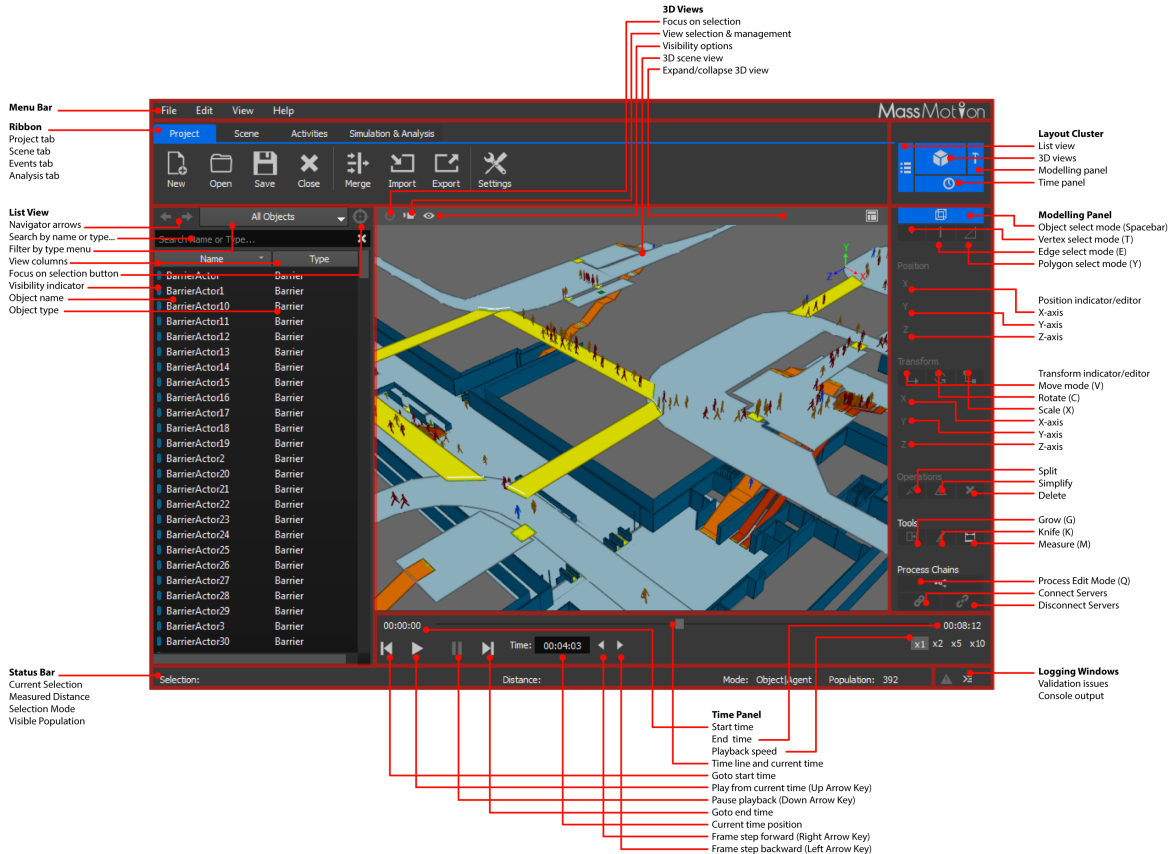 3D Views
Focus on selection
View selection & management
Visibility options
3D scene view
Expand/collapse 3D view
Menu Bar
Ribbon
Project tab
Scene tab
Events tab
Analysis tab
List View
Navigator arrows
Search by name or type...
Filter by type menu
View columns
Focus on selection button
Visibility indicator
Object name
Object type
Status Bar
Current Selection
Measured Distance
Selection Mode
Visible Population
File Edit View Help
MassMotion
Project Scene Activities Simulation & Analysis
New Open Save Close Merge Import Export Settings
All Objects
Search Name or Type...
Name Type
BarrierActor Barrier
BarrierActor1 Barrier
BarrierActor10 Barrier
BarrierActor11 Barrier
BarrierActor12 Barrier
BarrierActor13 Barrier
BarrierActor14 Barrier
BarrierActor15 Barrier
BarrierActor16 Barrier
BarrierActor17 Barrier
BarrierActor18 Barrier
BarrierActor19 Barrier
BarrierActor2 Barrier
BarrierActor20 Barrier
BarrierActor21 Barrier
BarrierActor22 Barrier
BarrierActor23 Barrier
BarrierActor24 Barrier
BarrierActor25 Barrier
BarrierActor26 Barrier
BarrierActor27 Barrier
BarrierActor28 Barrier
BarrierActor29 Barrier
BarrierActor3 Barrier
BarrierActor30 Barrier
Y
Z X
Position
X
Y
Z
Transform
X
Y
Z
Operations
Tools
Process Chains
00:00:00 00:08:12
Time: 00:04:03
x1 x2 x5 x10
Selection: Distance: Mode: Object|Agent Population: 392
Layout Cluster
List view
3D views
Modelling panel
Time panel
Modelling Panel
Object select mode (Spacebar)
Vertex select mode (T)
Edge select mode (E)
Polygon select mode (Y)
Position indicator/editor
X-axis
Y-axis
Z-axis
Transform indicator/editor
Move mode (V)
Rotate (C)
Scale (X)
X-axis
Y-axis
Z-axis
Split
Simplify
Delete
Grow (G)
Knife (K)
Measure (M)
Process Edit Mode (Q)
Connect Servers
Disconnect Servers
Logging Windows
Validation issues
Console output
Time Panel
Start time
End time
Playback speed
Time line and current time
Goto start time
Play from current time (Up Arrow Key)
Pause playback (Down Arrow Key)
Goto end time
Current time position
Frame step forward (Right Arrow Key)
Frame step backward (Left Arrow Key)